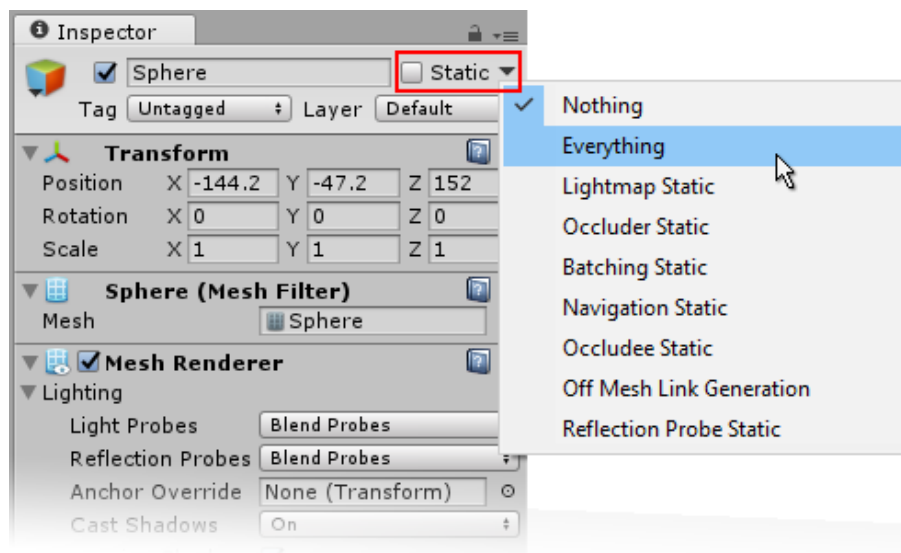 Inspector
Sphere Static
Tag Untagged Layer Default
Transform
Position X -144.2 Y -47.2 Z 152
Rotation X 0 Y 0 Z 0
Scale X 1 Y 1 Z 1
Sphere (Mesh Filter)
Mesh Sphere
Mesh Renderer
Lighting
Light Probes Blend Probes
Reflection Probes Blend Probes
Anchor Override None (Transform)
Cast Shadows On
Nothing
Everything
Lightmap Static
Occluder Static
Batching Static
Navigation Static
Occludee Static
Off Mesh Link Generation
Reflection Probe Static